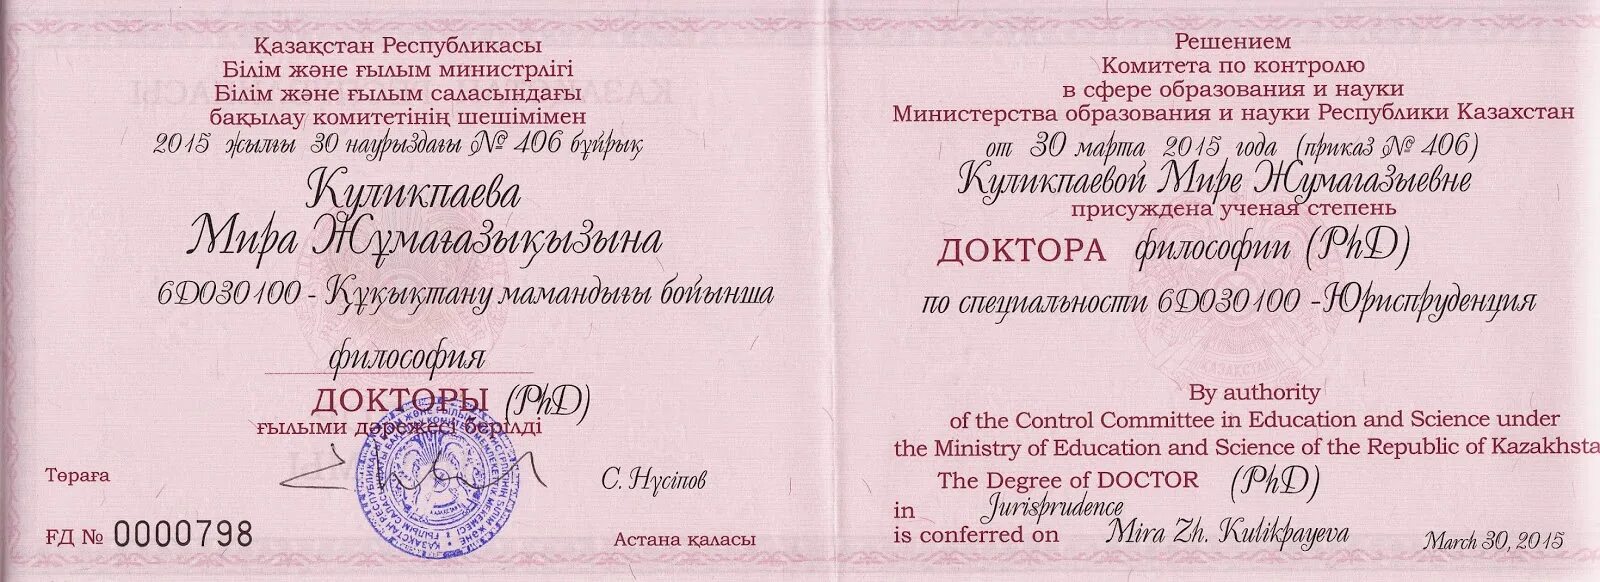 Қазақстан Республикасы
Білім және ғылым министрлігі
Білім және ғылым саласындағы
бақылау комитетінің шешімімен
2015 жылғы 30 наурыздағы № 406 бұйрық
Куликпаева
Мира Жұмағазықызына
6D030100 - Құқықтану мамандығы бойынша
философия
ДОКТОРЫ (PhD)
ғылыми дәрежесі берілді
Төраға
С. Нүсіпов
ҒД № 0000798
Астана қаласы
Решением
Комитета по контролю
в сфере образования и науки
Министерства образования и науки Республики Казахстан
от 30 марта 2015 года (приказ № 406)
Куликпаевой Мире Жумагазыевне
присуждена ученая степень
ДОКТОРА философии (PhD)
по специальности 6D030100 -Юриспруденция
By authority
of the Control Committee in Education and Science under
the Ministry of Education and Science of the Republic of Kazakhsta
The Degree of DOCTOR (PhD)
in Jurisprudence
is conferred on Mira Zh. Kulikpayeva
March 30, 2015